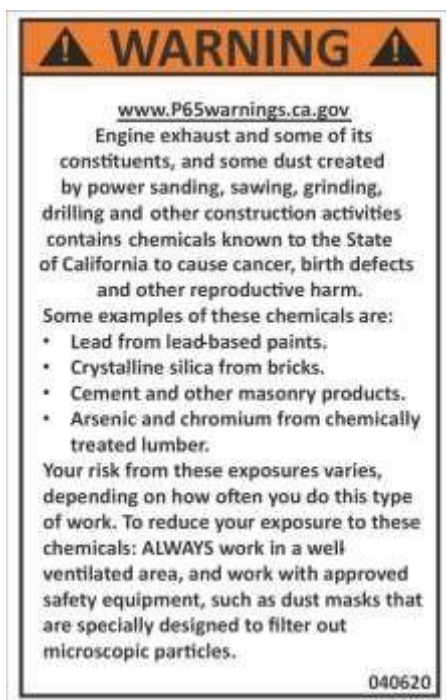 WARNING
www.P65warnings.ca.gov
Engine exhaust and some of its
constituents, and some dust created
by power sanding, sawing, grinding,
drilling and other construction activities
contains chemicals known to the State
of California to cause cancer, birth defects
and other reproductive harm.
Some examples of these chemicals are:
• Lead from lead-based paints.
• Crystalline silica from bricks.
• Cement and other masonry products.
• Arsenic and chromium from chemically
treated lumber.
Your risk from these exposures varies,
depending on how often you do this type
of work. To reduce your exposure to these
chemicals: ALWAYS work in a well-
ventilated area, and work with approved
safety equipment, such as dust masks that
are specially designed to filter out
microscopic particles.
040620